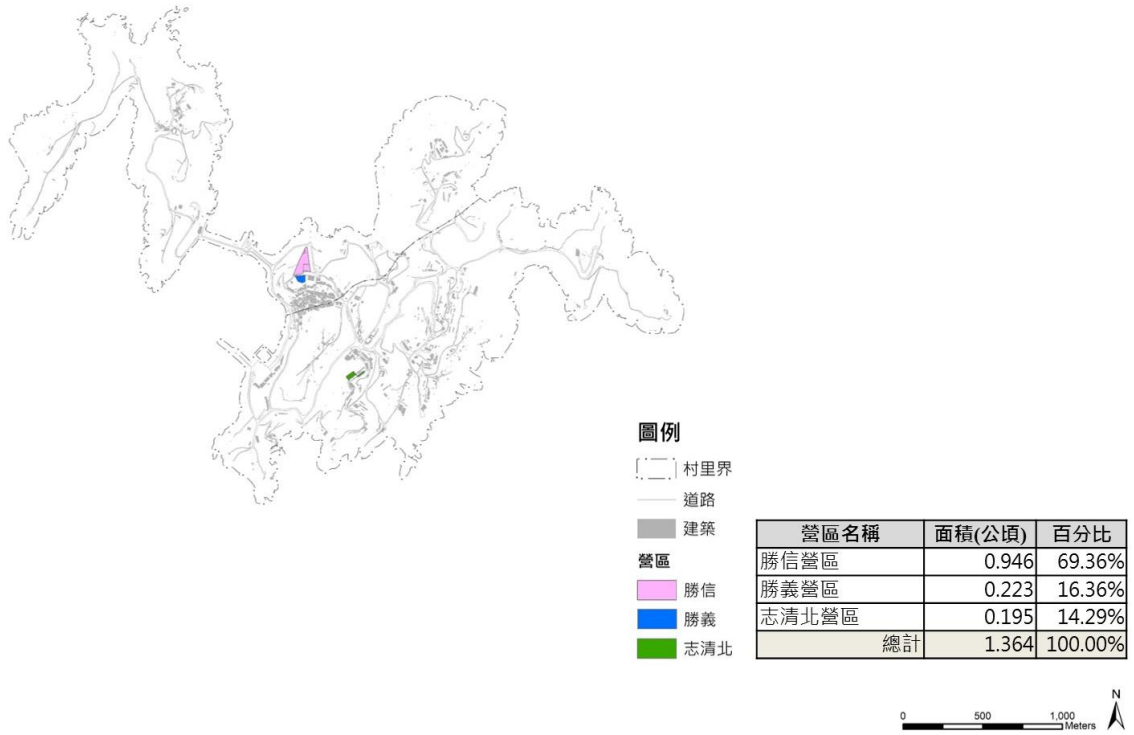 圖例
村里界
道路
建築
營區
勝信
勝義
志清北
營區名稱 面積(公頃) 百分比
勝信營區 0.946 69.36%
勝義營區 0.223 16.36%
志清北營區 0.195 14.29%
總計 1.364 100.00%
N
0 500 1,000
Meters